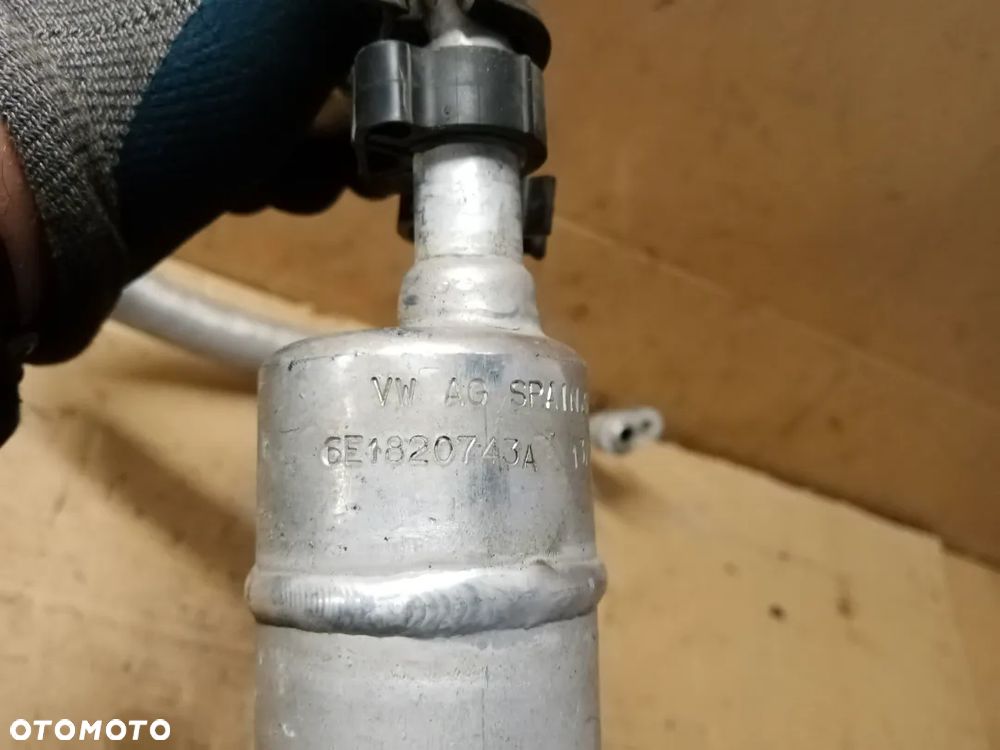 VW AG SPAIN
6E1820743A
OTOMOTO